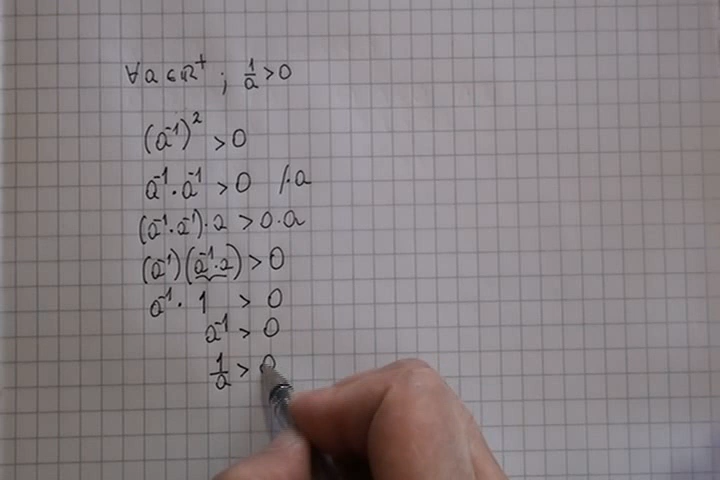 ∀a∈ℝ⁺ ; 1/a > 0
(a⁻¹)² > 0
a⁻¹·a⁻¹ > 0 /·a
(a⁻¹·a⁻¹)·a > 0·a
(a⁻¹)(a⁻¹·a) > 0
a⁻¹· 1 > 0
a⁻¹ > 0
1/a > 0